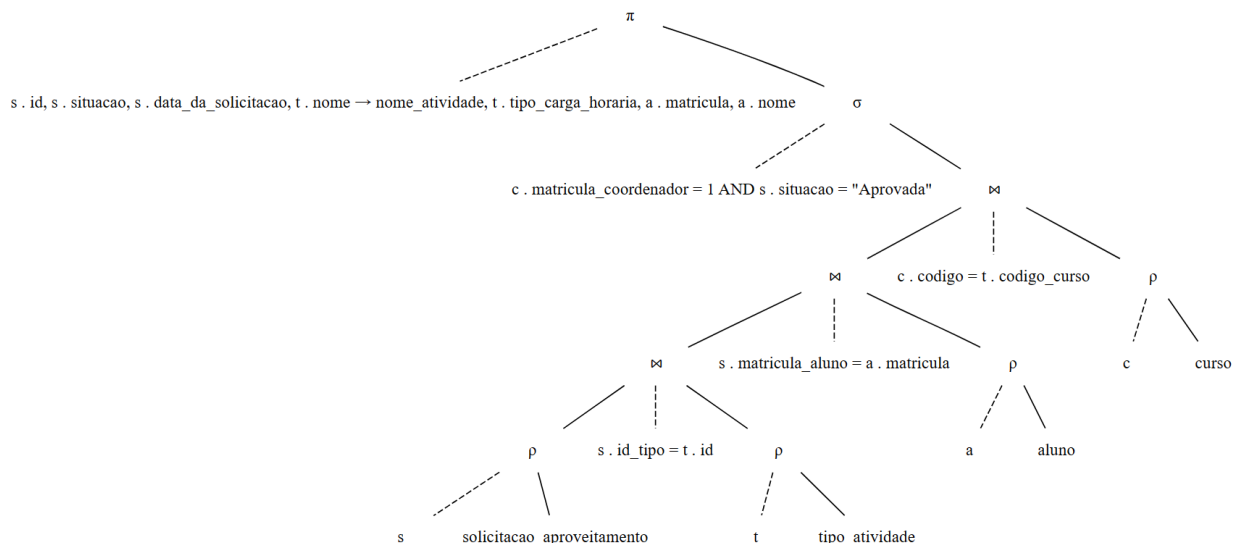 π
s . id, s . situacao, s . data_da_solicitacao, t . nome → nome_atividade, t . tipo_carga_horaria, a . matricula, a . nome
σ
c . matricula_coordenador = 1 AND s . situacao = "Aprovada"
⋈
⋈
c . codigo = t . codigo_curso
ρ
⋈
s . matricula_aluno = a . matricula
ρ
c
curso
ρ
s . id_tipo = t . id
ρ
a
aluno
s
solicitacao_aproveitamento
t
tipo_atividade